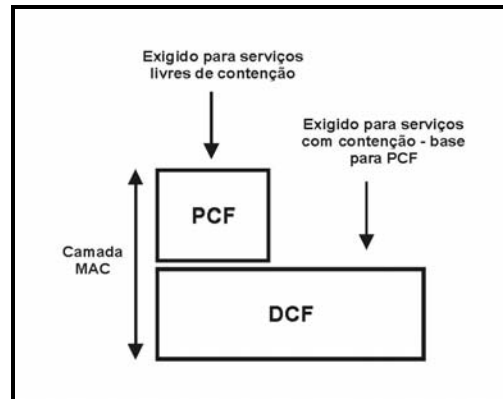 Exigido para serviços
livres de contenção
Exigido para serviços
com contenção - base
para PCF
PCF
Camada
MAC
DCF